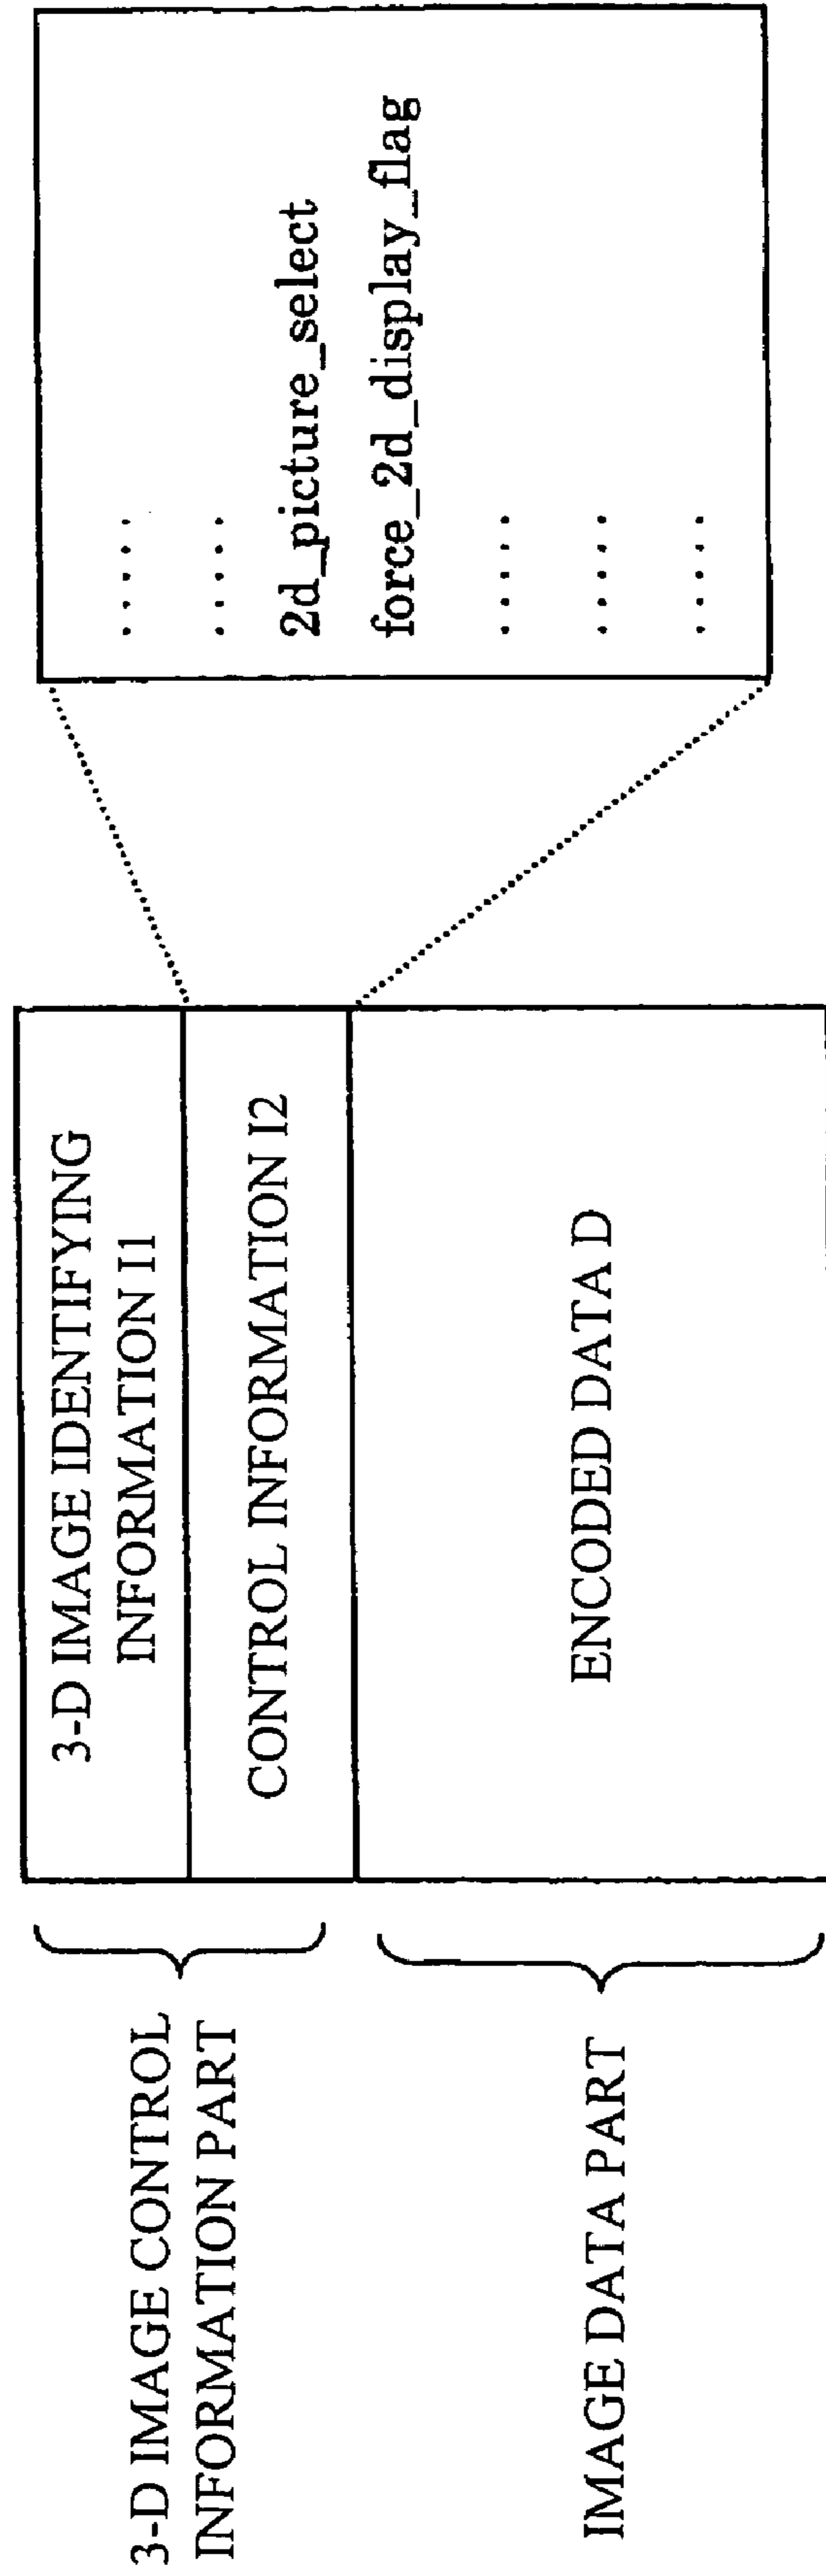 3-D IMAGE CONTROL
INFORMATION PART
IMAGE DATA PART
3-D IMAGE IDENTIFYING
INFORMATION I1
CONTROL INFORMATION I2
ENCODED DATA D
.....
.....
2d_picture_select
force_2d_display_flag
.....
.....
.....